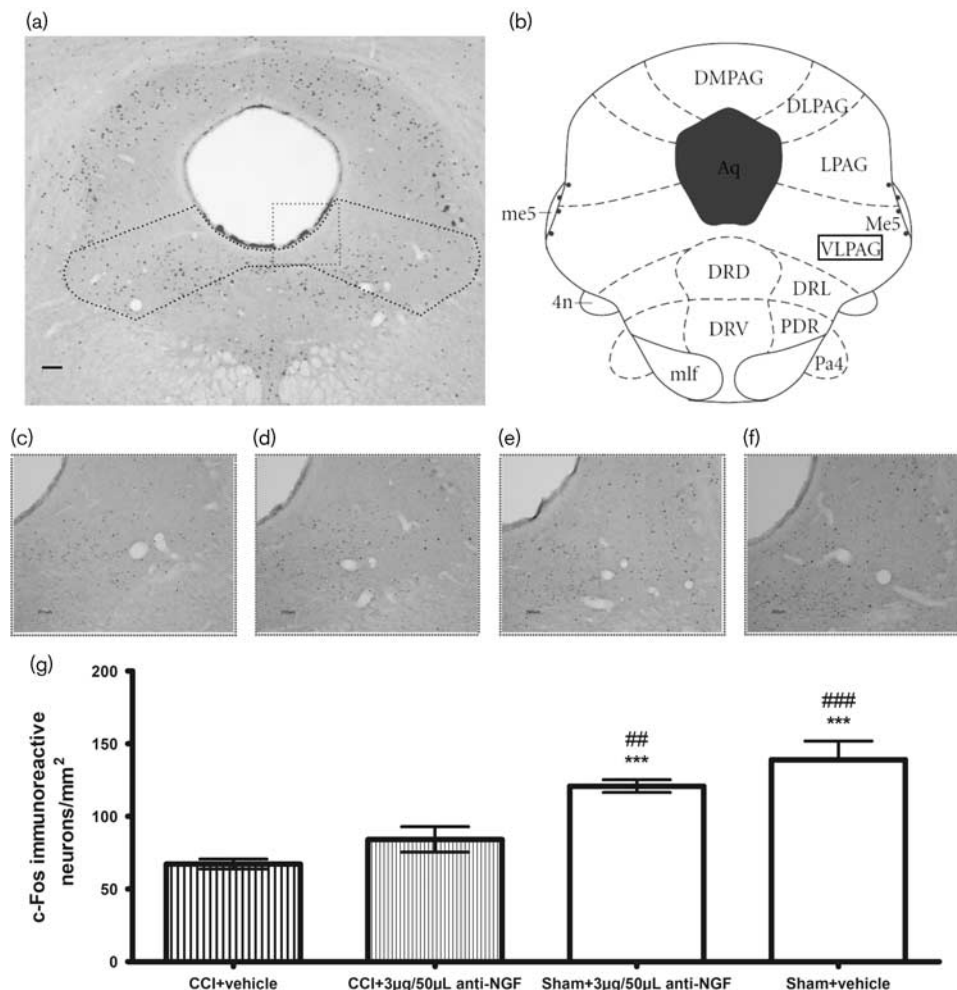 (a)
(b)
DMPAG
DLPAG
Aq
LPAG
me5
Me5
VLPAG
DRD
DRL
4n
DRV
PDR
mlf
Pa4
(c)
(d)
(e)
(f)
(g)
c-Fos immunoreactive
neurons/mm²
200
150
100
50
0
##
***
###
***
CCI+vehicle
CCI+3µg/50µL anti-NGF
Sham+3µg/50µL anti-NGF
Sham+vehicle